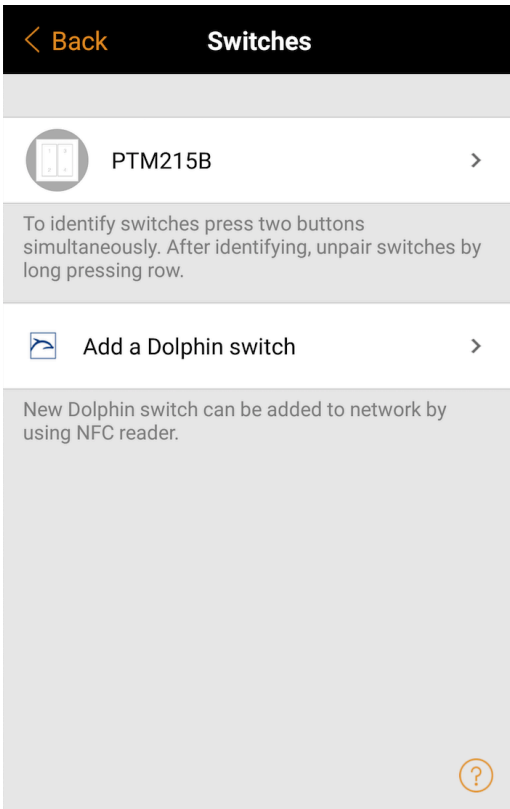 Back
Switches
PTM215B
To identify switches press two buttons
simultaneously. After identifying, unpair switches by
long pressing row.
Add a Dolphin switch
New Dolphin switch can be added to network by
using NFC reader.
?